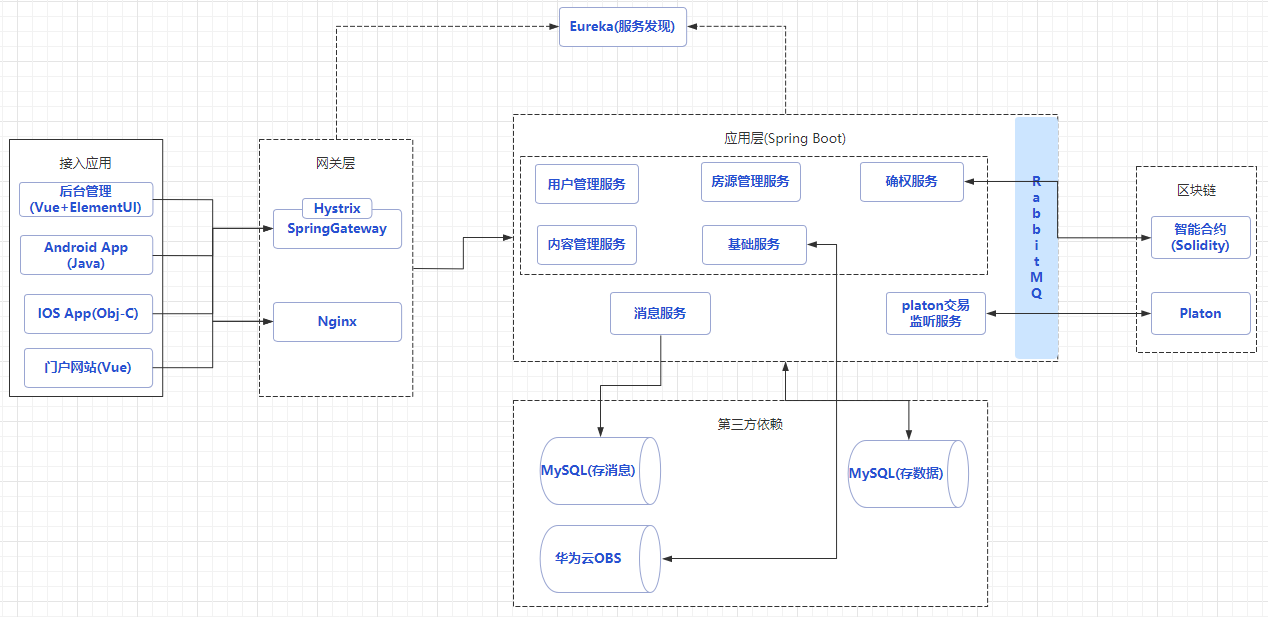 Eureka(服务发现)
接入应用
后台管理
(Vue+ElementUI)
Android App
(Java)
IOS App(Obj-C)
门户网站(Vue)
网关层
Hystrix
SpringGateway
Nginx
应用层(Spring Boot)
用户管理服务
房源管理服务
确权服务
内容管理服务
基础服务
消息服务
platon交易
监听服务
RabbitMQ
区块链
智能合约
(Solidity)
Platon
第三方依赖
MySQL(存消息)
MySQL(存数据)
华为云OBS